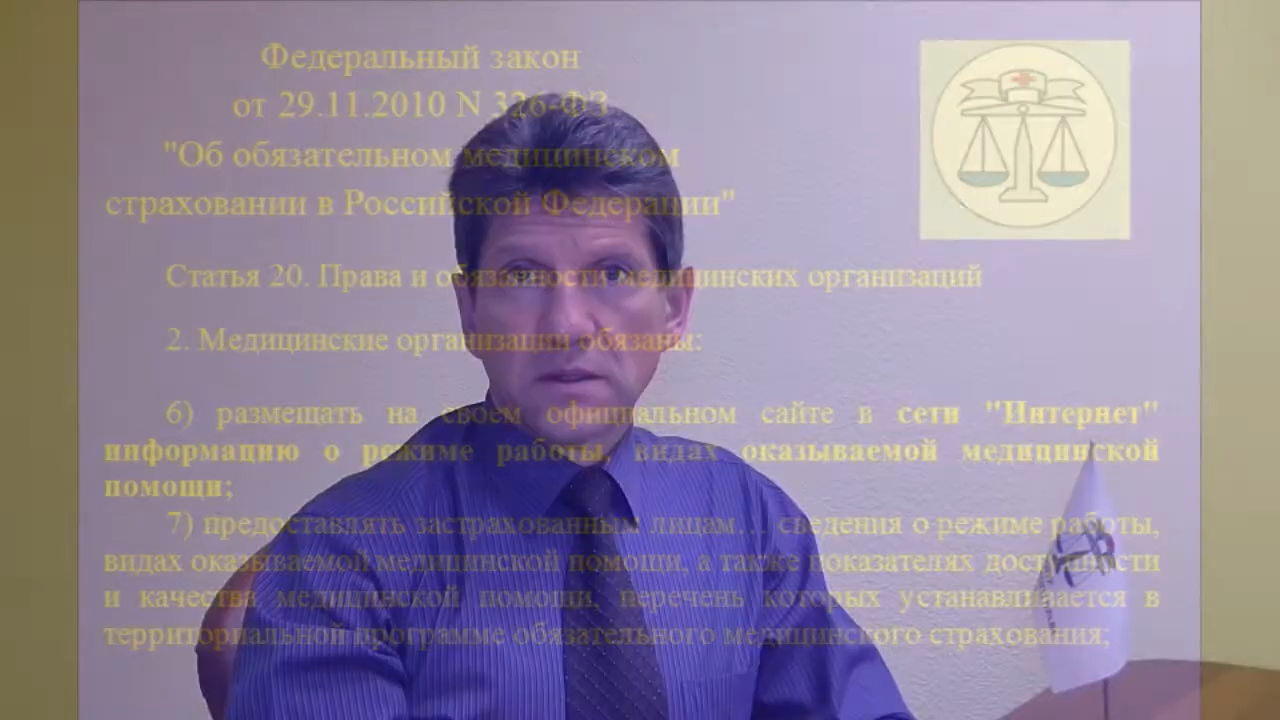 Федеральный закон
от 29.11.2010 N 326-ФЗ
"Об обязательном медицинском
страховании в Российской Федерации"
Статья 20. Права и обязанности медицинских организаций
2. Медицинские организации обязаны:
6) размещать на своем официальном сайте в сети "Интернет"
информацию о режиме работы, видах оказываемой медицинской
помощи;
7) предоставлять застрахованным лицам... сведения о режиме работы,
видах оказываемой медицинской помощи, а также показателях доступности
и качества медицинской помощи, перечень которых устанавливается в
территориальной программе обязательного медицинского страхования;